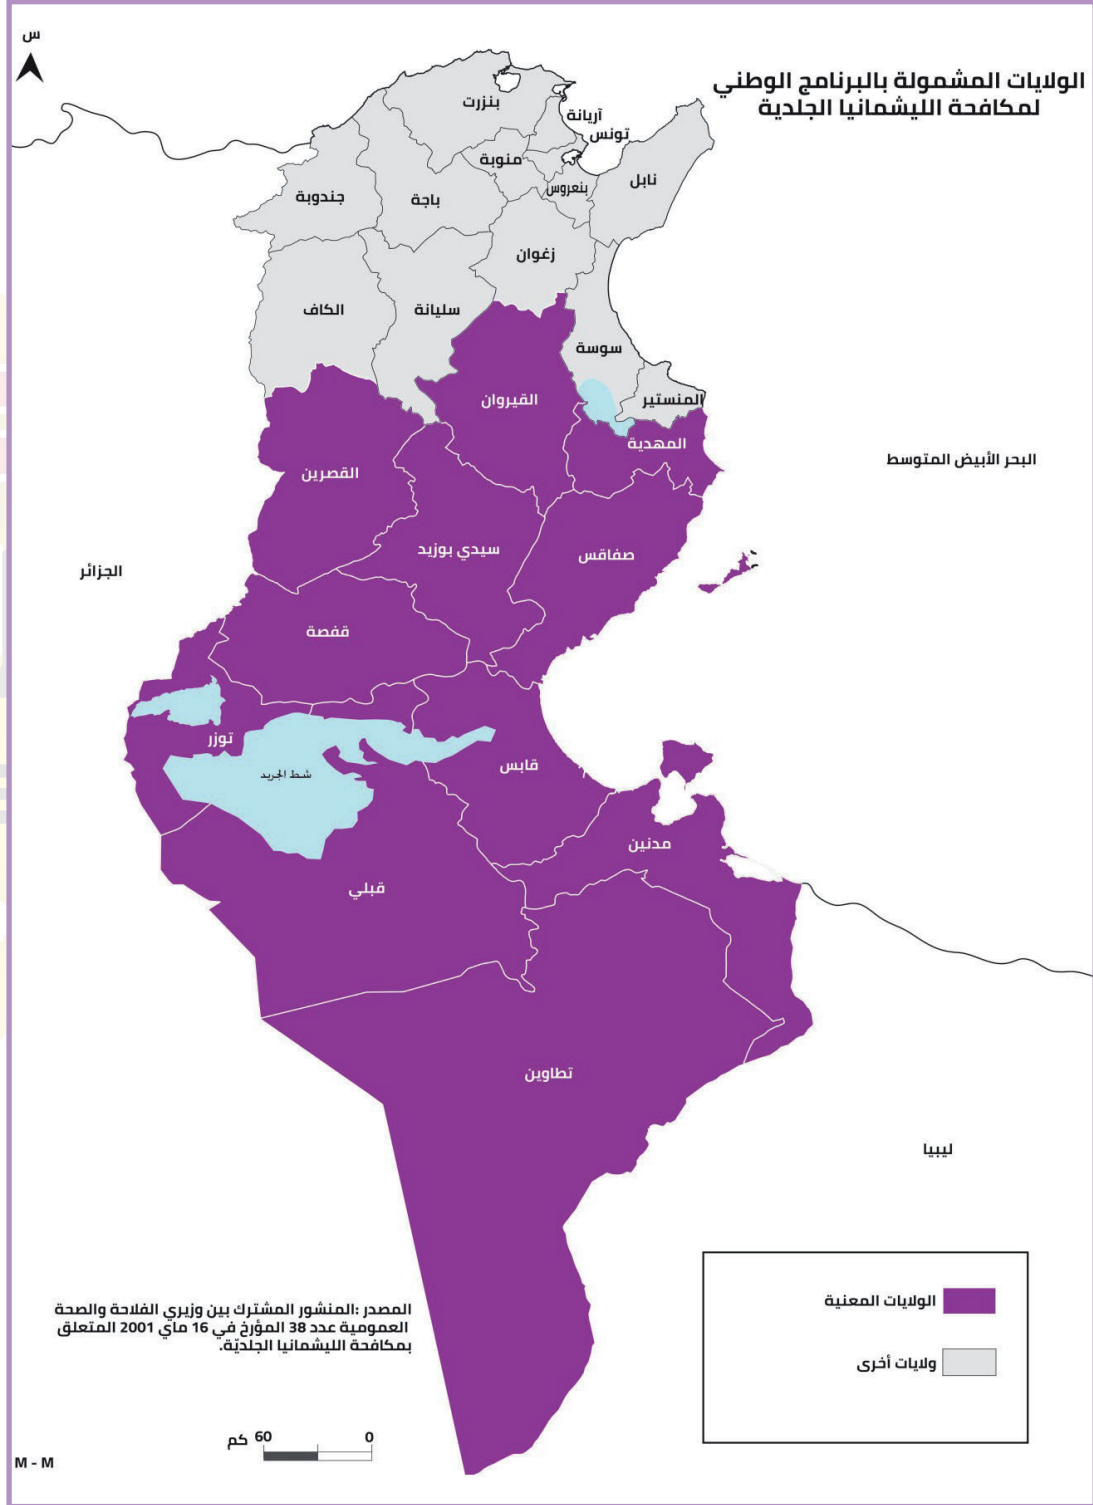 س
الولايات المشمولة بالبرنامج الوطني
لمكافحة الليشمانيا الجلدية
بنزرت
آريانة
تونس
منوبة
نابل
بنعروس
باجة
جندوبة
زغوان
سليانة
الكاف
سوسة
القيروان
المنستير
المهدية
البحر الأبيض المتوسط
القصرين
سيدي بوزيد
صفاقس
الجزائر
قفصة
توزر
شط الجريد
قابس
مدنين
قبلي
تطاوين
ليبيا
الولايات المعنية
ولايات أخرى
المصدر :المنشور المشترك بين وزيري الفلاحة والصحة
العمومية عدد 38 المؤرخ في 16 ماي 2001 المتعلق
بمكافحة الليشمانيا الجلديّة.
0 60 كم
M - M